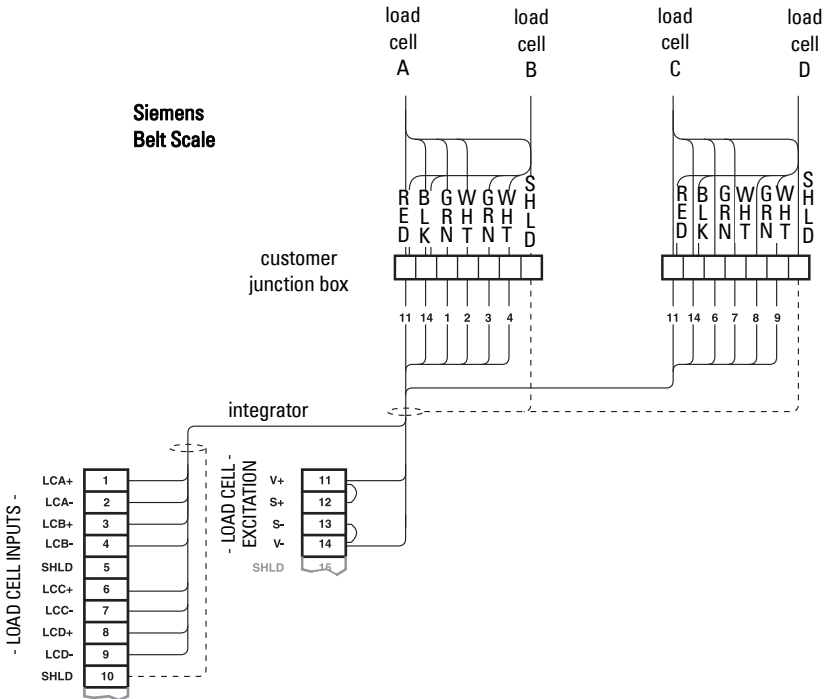 load cell A
load cell B
load cell C
load cell D
Siemens
Belt Scale
RED
BLK
GRN
WHT
GRN
WHT
SHLD
RED
BLK
GRN
WHT
GRN
WHT
SHLD
customer
junction box
11 14 1 2 3 4
11 14 6 7 8 9
integrator
- LOAD CELL INPUTS -
LCA+ 1
LCA- 2
LCB+ 3
LCB- 4
SHLD 5
LCC+ 6
LCC- 7
LCD+ 8
LCD- 9
SHLD 10
- LOAD CELL -
EXCITATION
V+ 11
S+ 12
S- 13
V- 14
SHLD 15